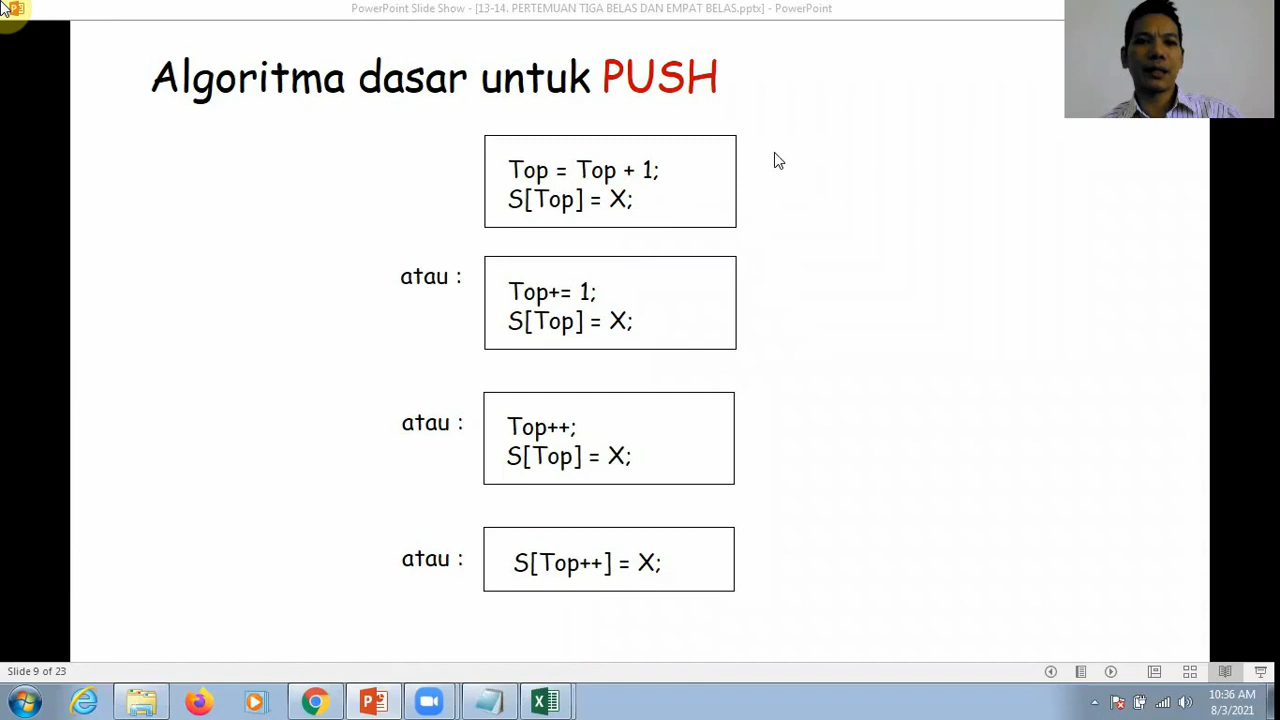 PowerPoint Slide Show - [13-14. PERTEMUAN TIGA BELAS DAN EMPAT BELAS.pptx] - PowerPoint
Algoritma dasar untuk PUSH
Top = Top + 1;
S[Top] = X;
atau :
Top+= 1;
S[Top] = X;
atau :
Top++;
S[Top] = X;
atau :
S[Top++] = X;
Slide 9 of 23
10:36 AM
8/3/2021